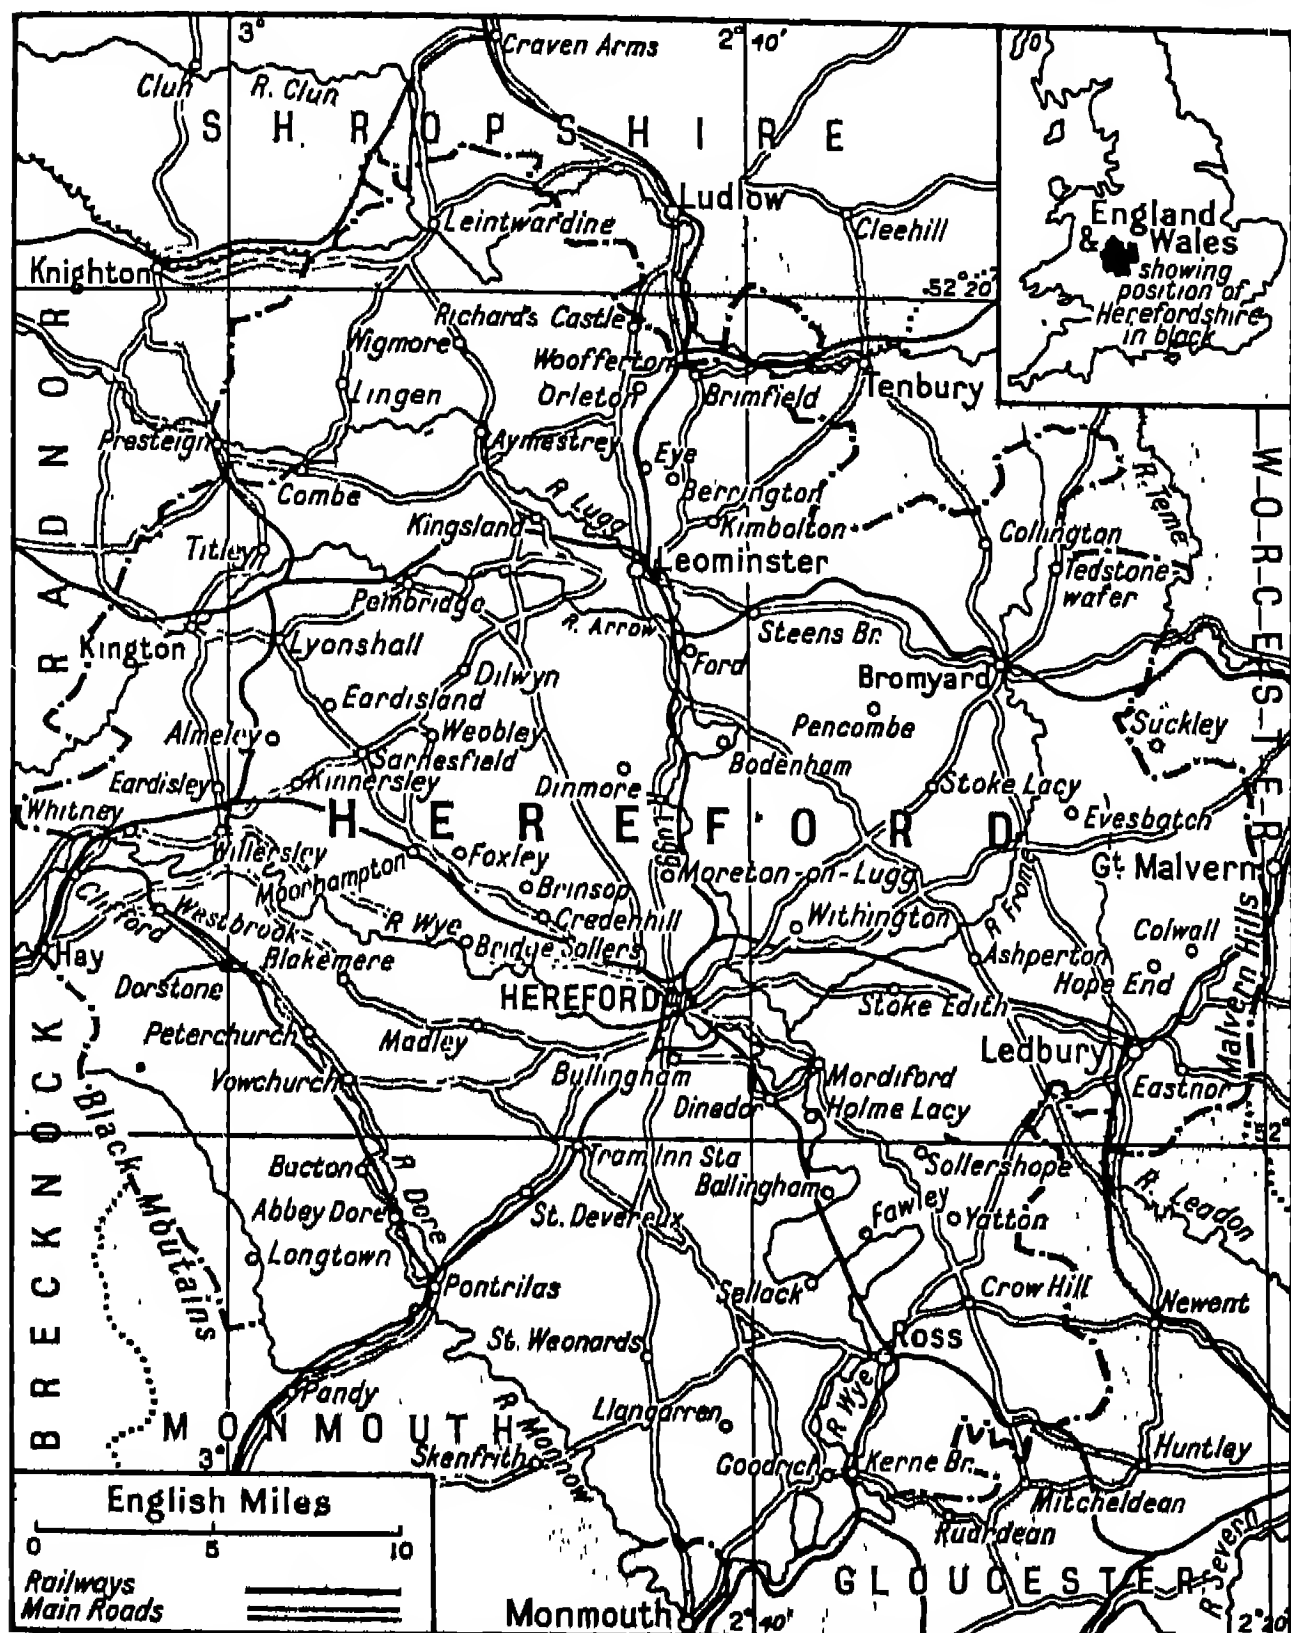 3°
2° 40'
Craven Arms
Clun
R. Clun
SHROPSHIRE
Ludlow
Leintwardine
Cleehill
England
& Wales
showing
position of
Herefordshire
in black
Knighton
52° 20'
Richard's Castle
Wigmore
Woofferton
Lingen
Orleton
Brimfield
Tenbury
RADNOR
Presteign
Aymestrey
Eye
Combe
Berrington
R. Lugg
Kingsland
Kimbolton
R. Teme
WORCESTER
Titley
Leominster
Collington
Tedstone
wafer
Pembridge
R. Arrow
Steens Br.
Kington
Lyonshall
Ford
Dilwyn
Bromyard
Eardisland
Pencombe
Almeley
Weobley
Suckley
Sarnesfield
Bodenham
Eardisley
Kinnersley
Dinmore
Stoke Lacy
Whitney
HEREFORD
Evesbatch
R. Lugg
Willersley
Foxley
Moorhampton
Brinsop
Moreton-on-Lugg
Gt. Malvern
Clifford
Westbrook
R Wye
Credenhill
Withington
R Frome
Colwall
Hay
Blakemere
Bridge Sollers
Ashperton
Hope End
Malvern Hills
Dorstone
HEREFORD
Stoke Edith
Peterchurch
Madley
Ledbury
Vowchurch
Bullingham
Mordiford
Eastnor
Dinedor
Holme Lacy
BRECKNOCK
Black Moutains
52°
Bacton
R Dore
Tram Inn Sta
Sollershope
Ballingham
R. Leadon
Abbey Dore
St. Devereux
Fawley
Yatton
Longtown
Pontrilas
Sellack
Crow Hill
Newent
St. Weonards
Ross
Pandy
R Wye
Llangarren
MONMOUTH
R Monnow
Skenfrith
Goodrich
Kerne Br.
Huntley
3°
Mitcheldean
English Miles
Ruardean
0 5 10
R Severn
Railways
Main Roads
GLOUCESTER
Monmouth
2° 40'
2° 20'